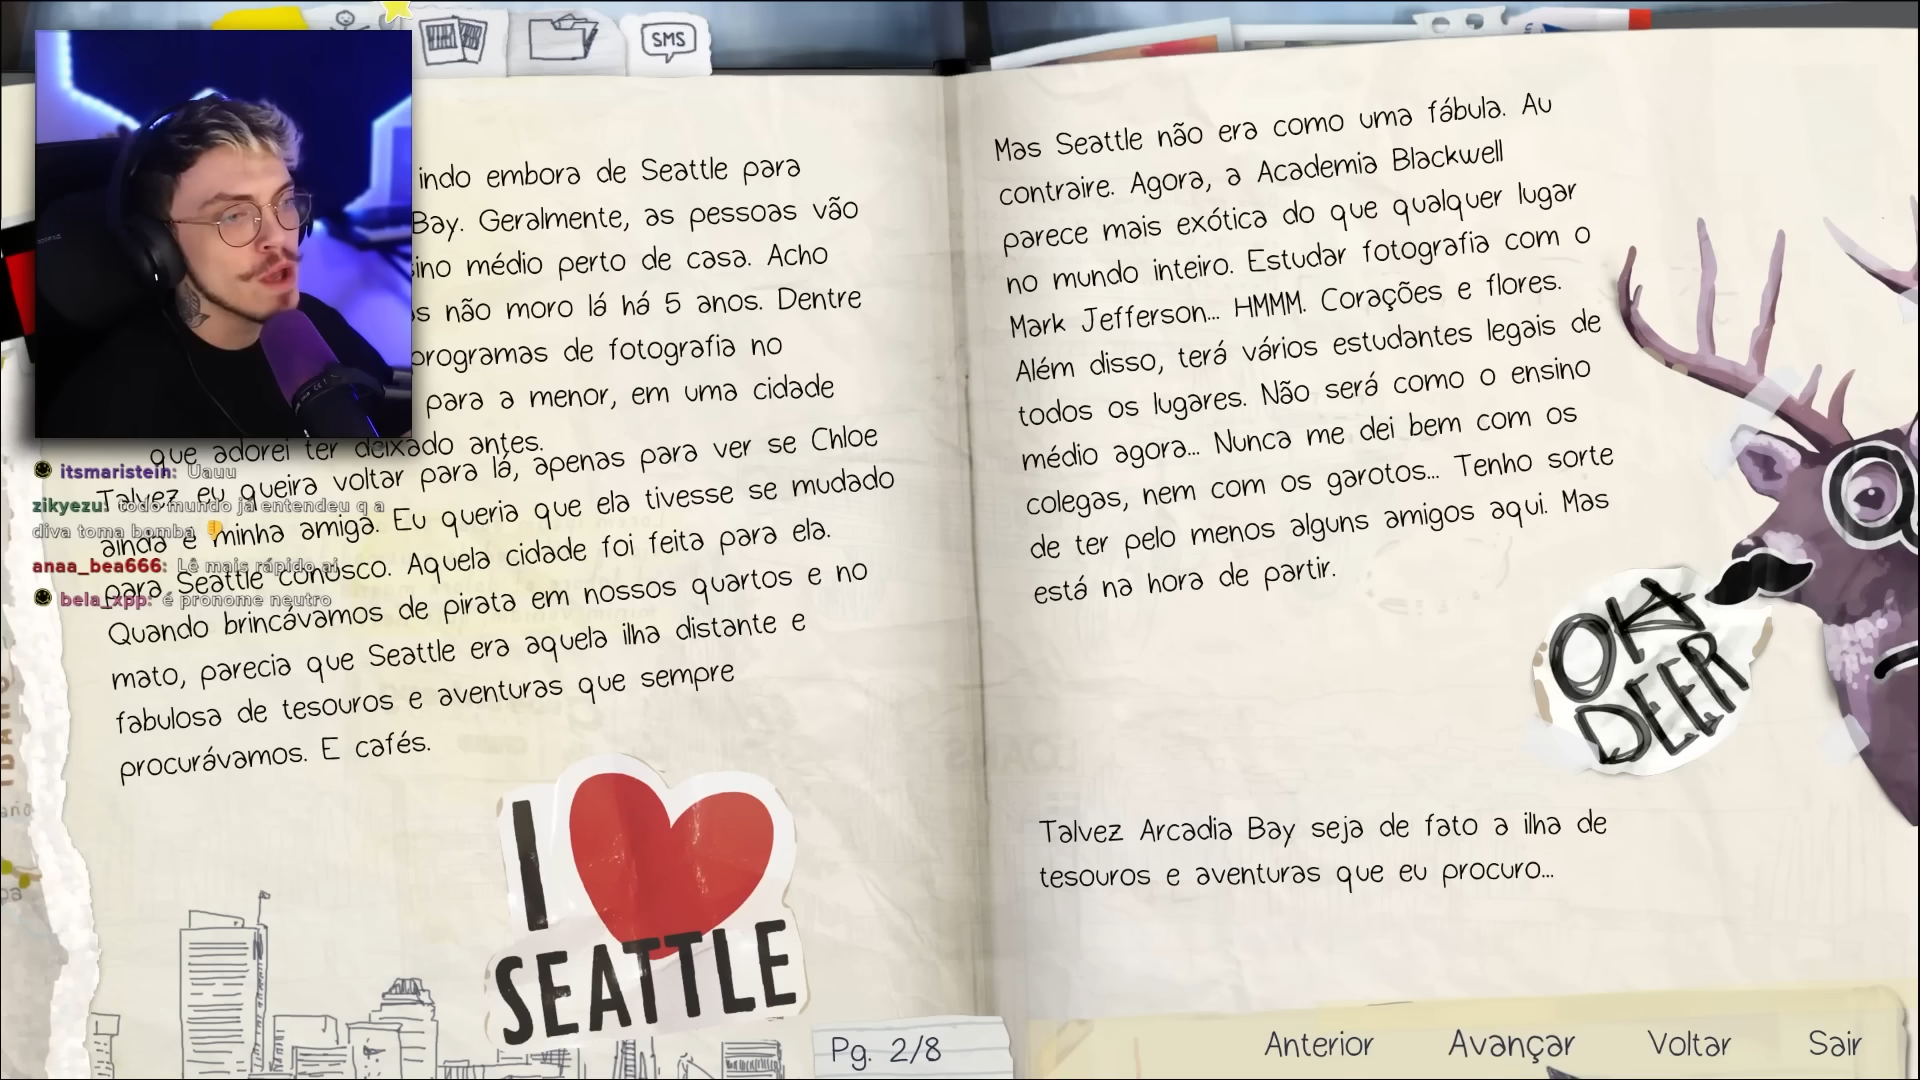 SMS
indo embora de Seattle para
Bay. Geralmente, as pessoas vão
ino médio perto de casa. Acho
s não moro lá há 5 anos. Dentre
programas de fotografia no
para a menor, em uma cidade
que adorei ter deixado antes.
Talvez eu queira voltar para lá, apenas para ver se Chloe
ainda é minha amiga. Eu queria que ela tivesse se mudado
para Seattle conosco. Aquela cidade foi feita para ela.
Quando brincávamos de pirata em nossos quartos e no
mato, parecia que Seattle era aquela ilha distante e
fabulosa de tesouros e aventuras que sempre
procurávamos. E cafés.
itsmaristein: Uauu
zikyezu: todo mundo já entendeu q a
diva toma bomba
anaa_bea666: Lê mais rápido ai
bela_xpp: é pronome neutro
I
SEATTLE
Pg. 2/8
Mas Seattle não era como uma fábula. Au
contraire. Agora, a Academia Blackwell
parece mais exótica do que qualquer lugar
no mundo inteiro. Estudar fotografia com o
Mark Jefferson... HMMM. Corações e flores.
Além disso, terá vários estudantes legais de
todos os lugares. Não será como o ensino
médio agora... Nunca me dei bem com os
colegas, nem com os garotos... Tenho sorte
de ter pelo menos alguns amigos aqui. Mas
está na hora de partir.
OH
DEER
Talvez Arcadia Bay seja de fato a ilha de
tesouros e aventuras que eu procuro...
Anterior Avançar Voltar Sair